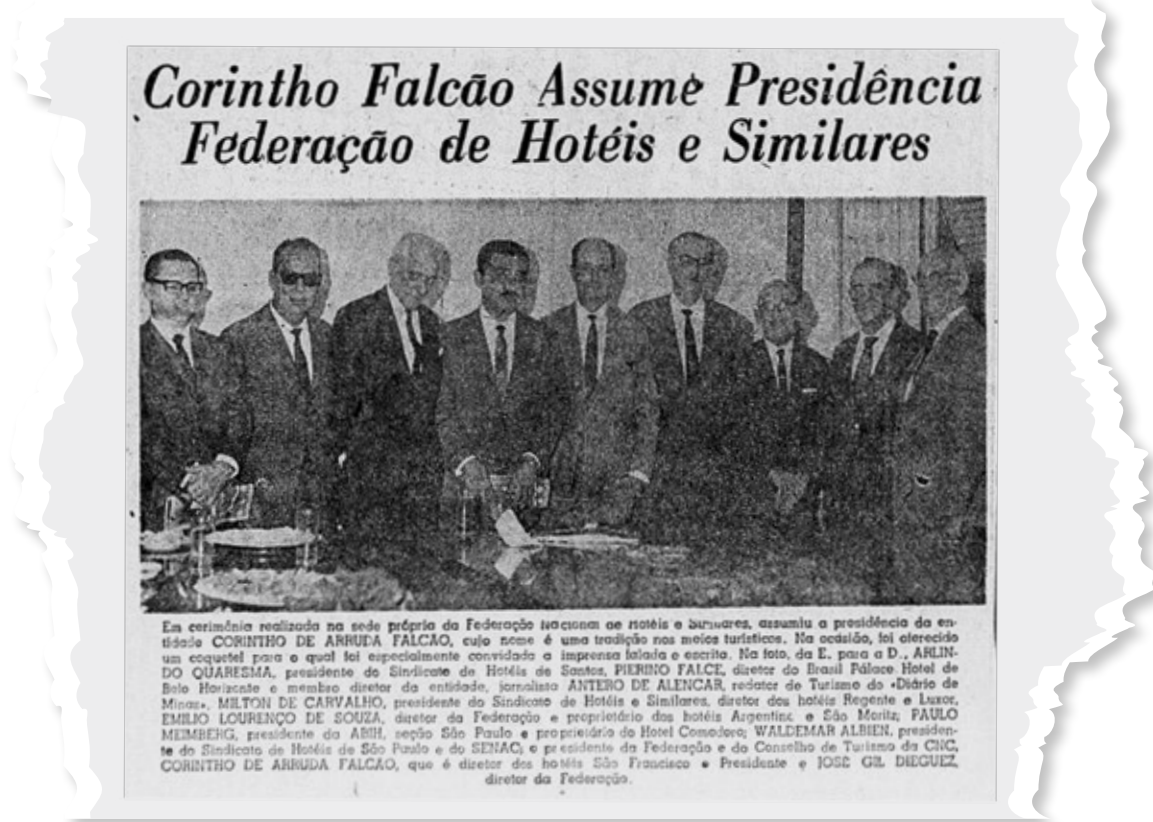 Corintho Falcão Assume Presidência
Federação de Hotéis e Similares
Em cerimônia realizada na sede própria da Federação Nacional de Hotéis e Similares, assumiu a presidência da en-
tidade CORINTHO DE ARRUDA FALCÃO, cujo nome é uma tradição nos meios turísticos. Na ocasião, foi oferecido
um coquetel para o qual foi especialmente convidada a imprensa falada e escrita. Na foto, da E. para a D., ARLIN-
DO QUARESMA, presidente do Sindicato de Hotéis de Santos, PIERINO FALCE, diretor do Brasil Pálace Hotel de
Belo Horizonte e membro diretor da entidade, jornalista ANTERO DE ALENCAR, redator de Turismo do «Diário de
Minas», MILTON DE CARVALHO, presidente do Sindicato de Hotéis e Similares, diretor dos hotéis Regente e Luxor,
EMILIO LOURENÇO DE SOUZA, diretor da Federação e proprietário dos hotéis Argentina e São Moritz; PAULO
MEIMBERG, presidente da ABIH, seção São Paulo e proprietário do Hotel Comodoro; WALDEMAR ALBIEN, presiden-
te do Sindicato de Hotéis de São Paulo e do SENAC, o presidente da Federação e do Conselho de Turismo da CNC,
CORINTHO DE ARRUDA FALCÃO, que é diretor dos hotéis São Francisco e Presidente e JOSÉ GIL DIEGUEZ,
diretor da Federação.